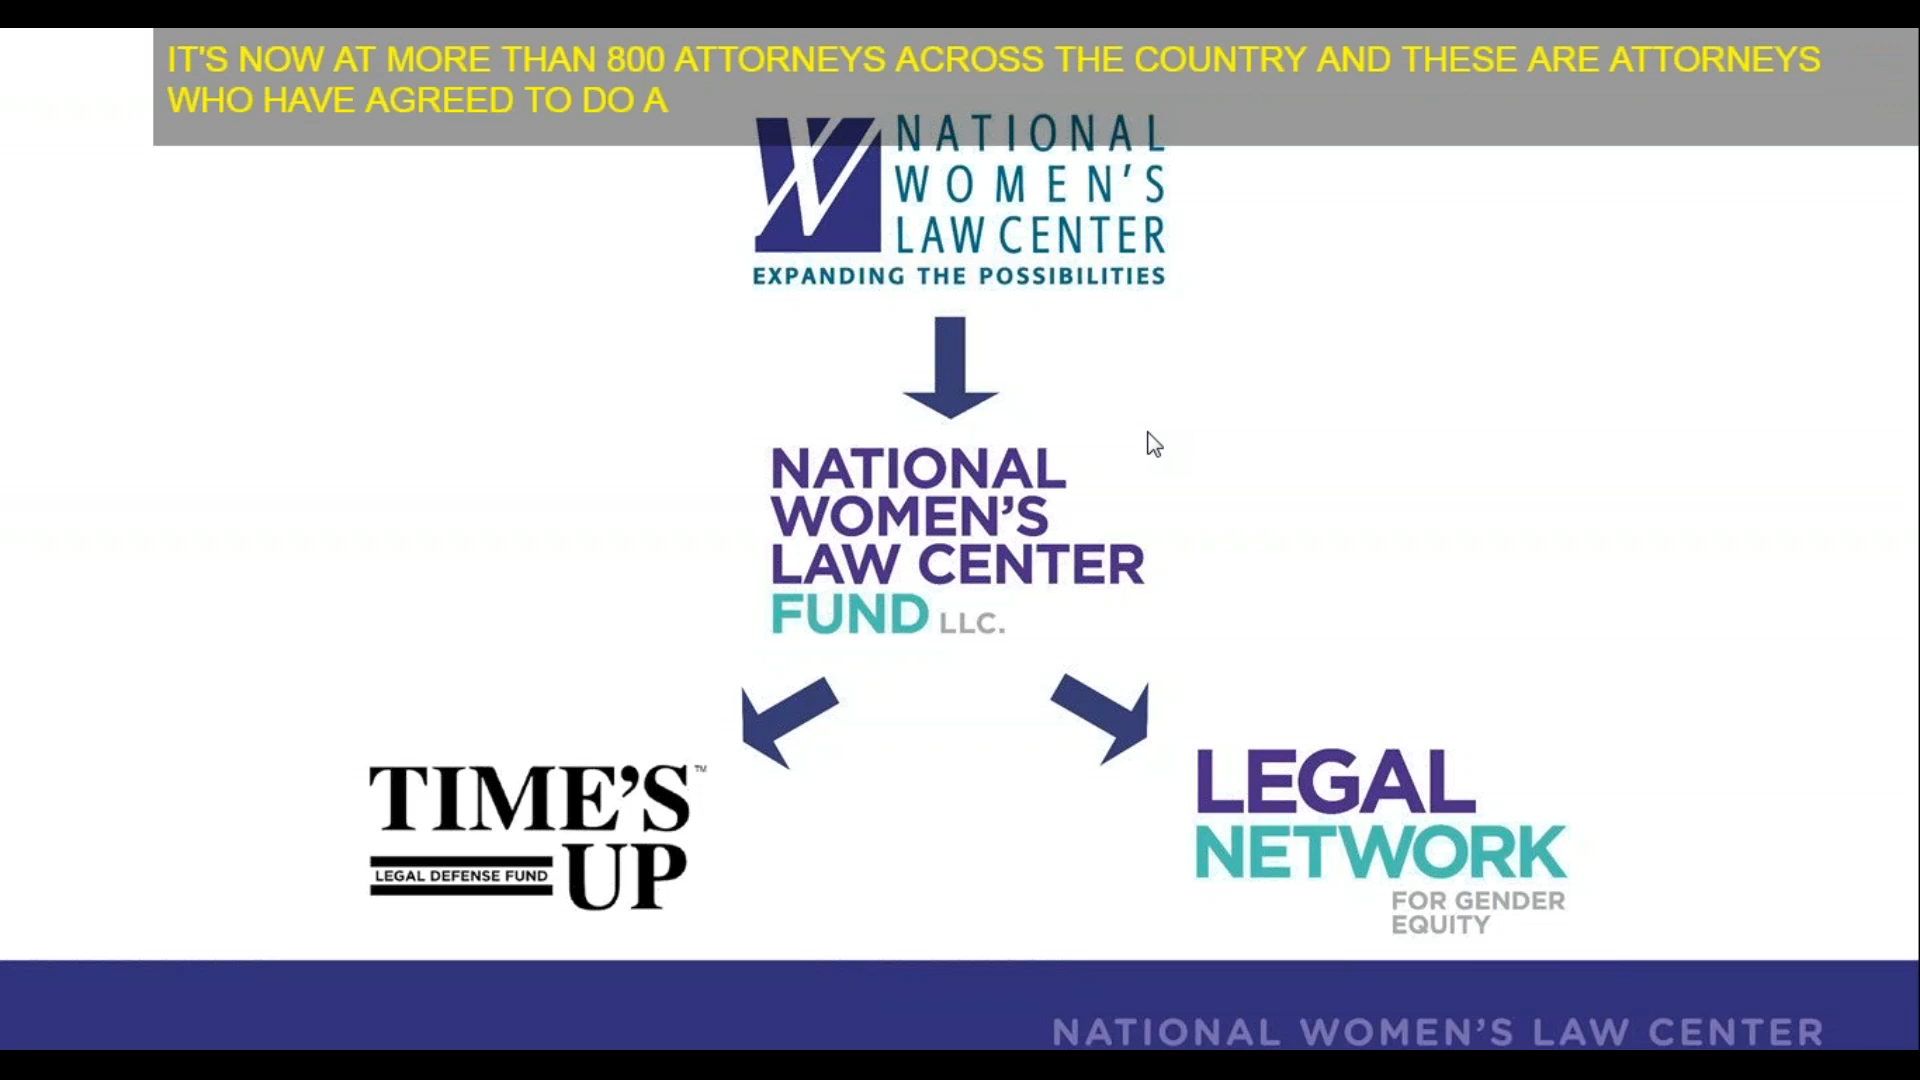 IT'S NOW AT MORE THAN 800 ATTORNEYS ACROSS THE COUNTRY AND THESE ARE ATTORNEYS
WHO HAVE AGREED TO DO A
NATIONAL
WOMEN'S
LAW CENTER
EXPANDING THE POSSIBILITIES
NATIONAL
WOMEN'S
LAW CENTER
FUND LLC.
TIME'S™
UP
LEGAL DEFENSE FUND
LEGAL
NETWORK
FOR GENDER
EQUITY
NATIONAL WOMEN'S LAW CENTER